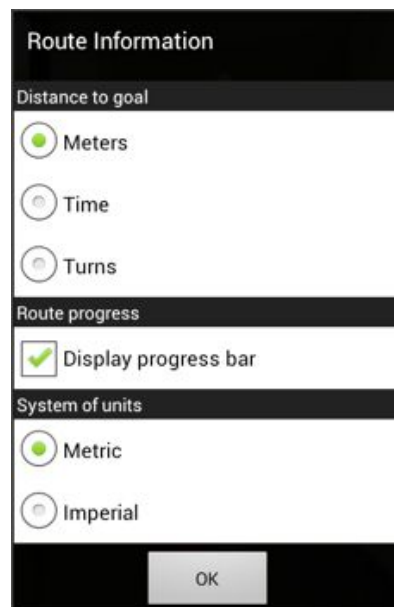 Route Information
Distance to goal
Meters
Time
Turns
Route progress
Display progress bar
System of units
Metric
Imperial
OK